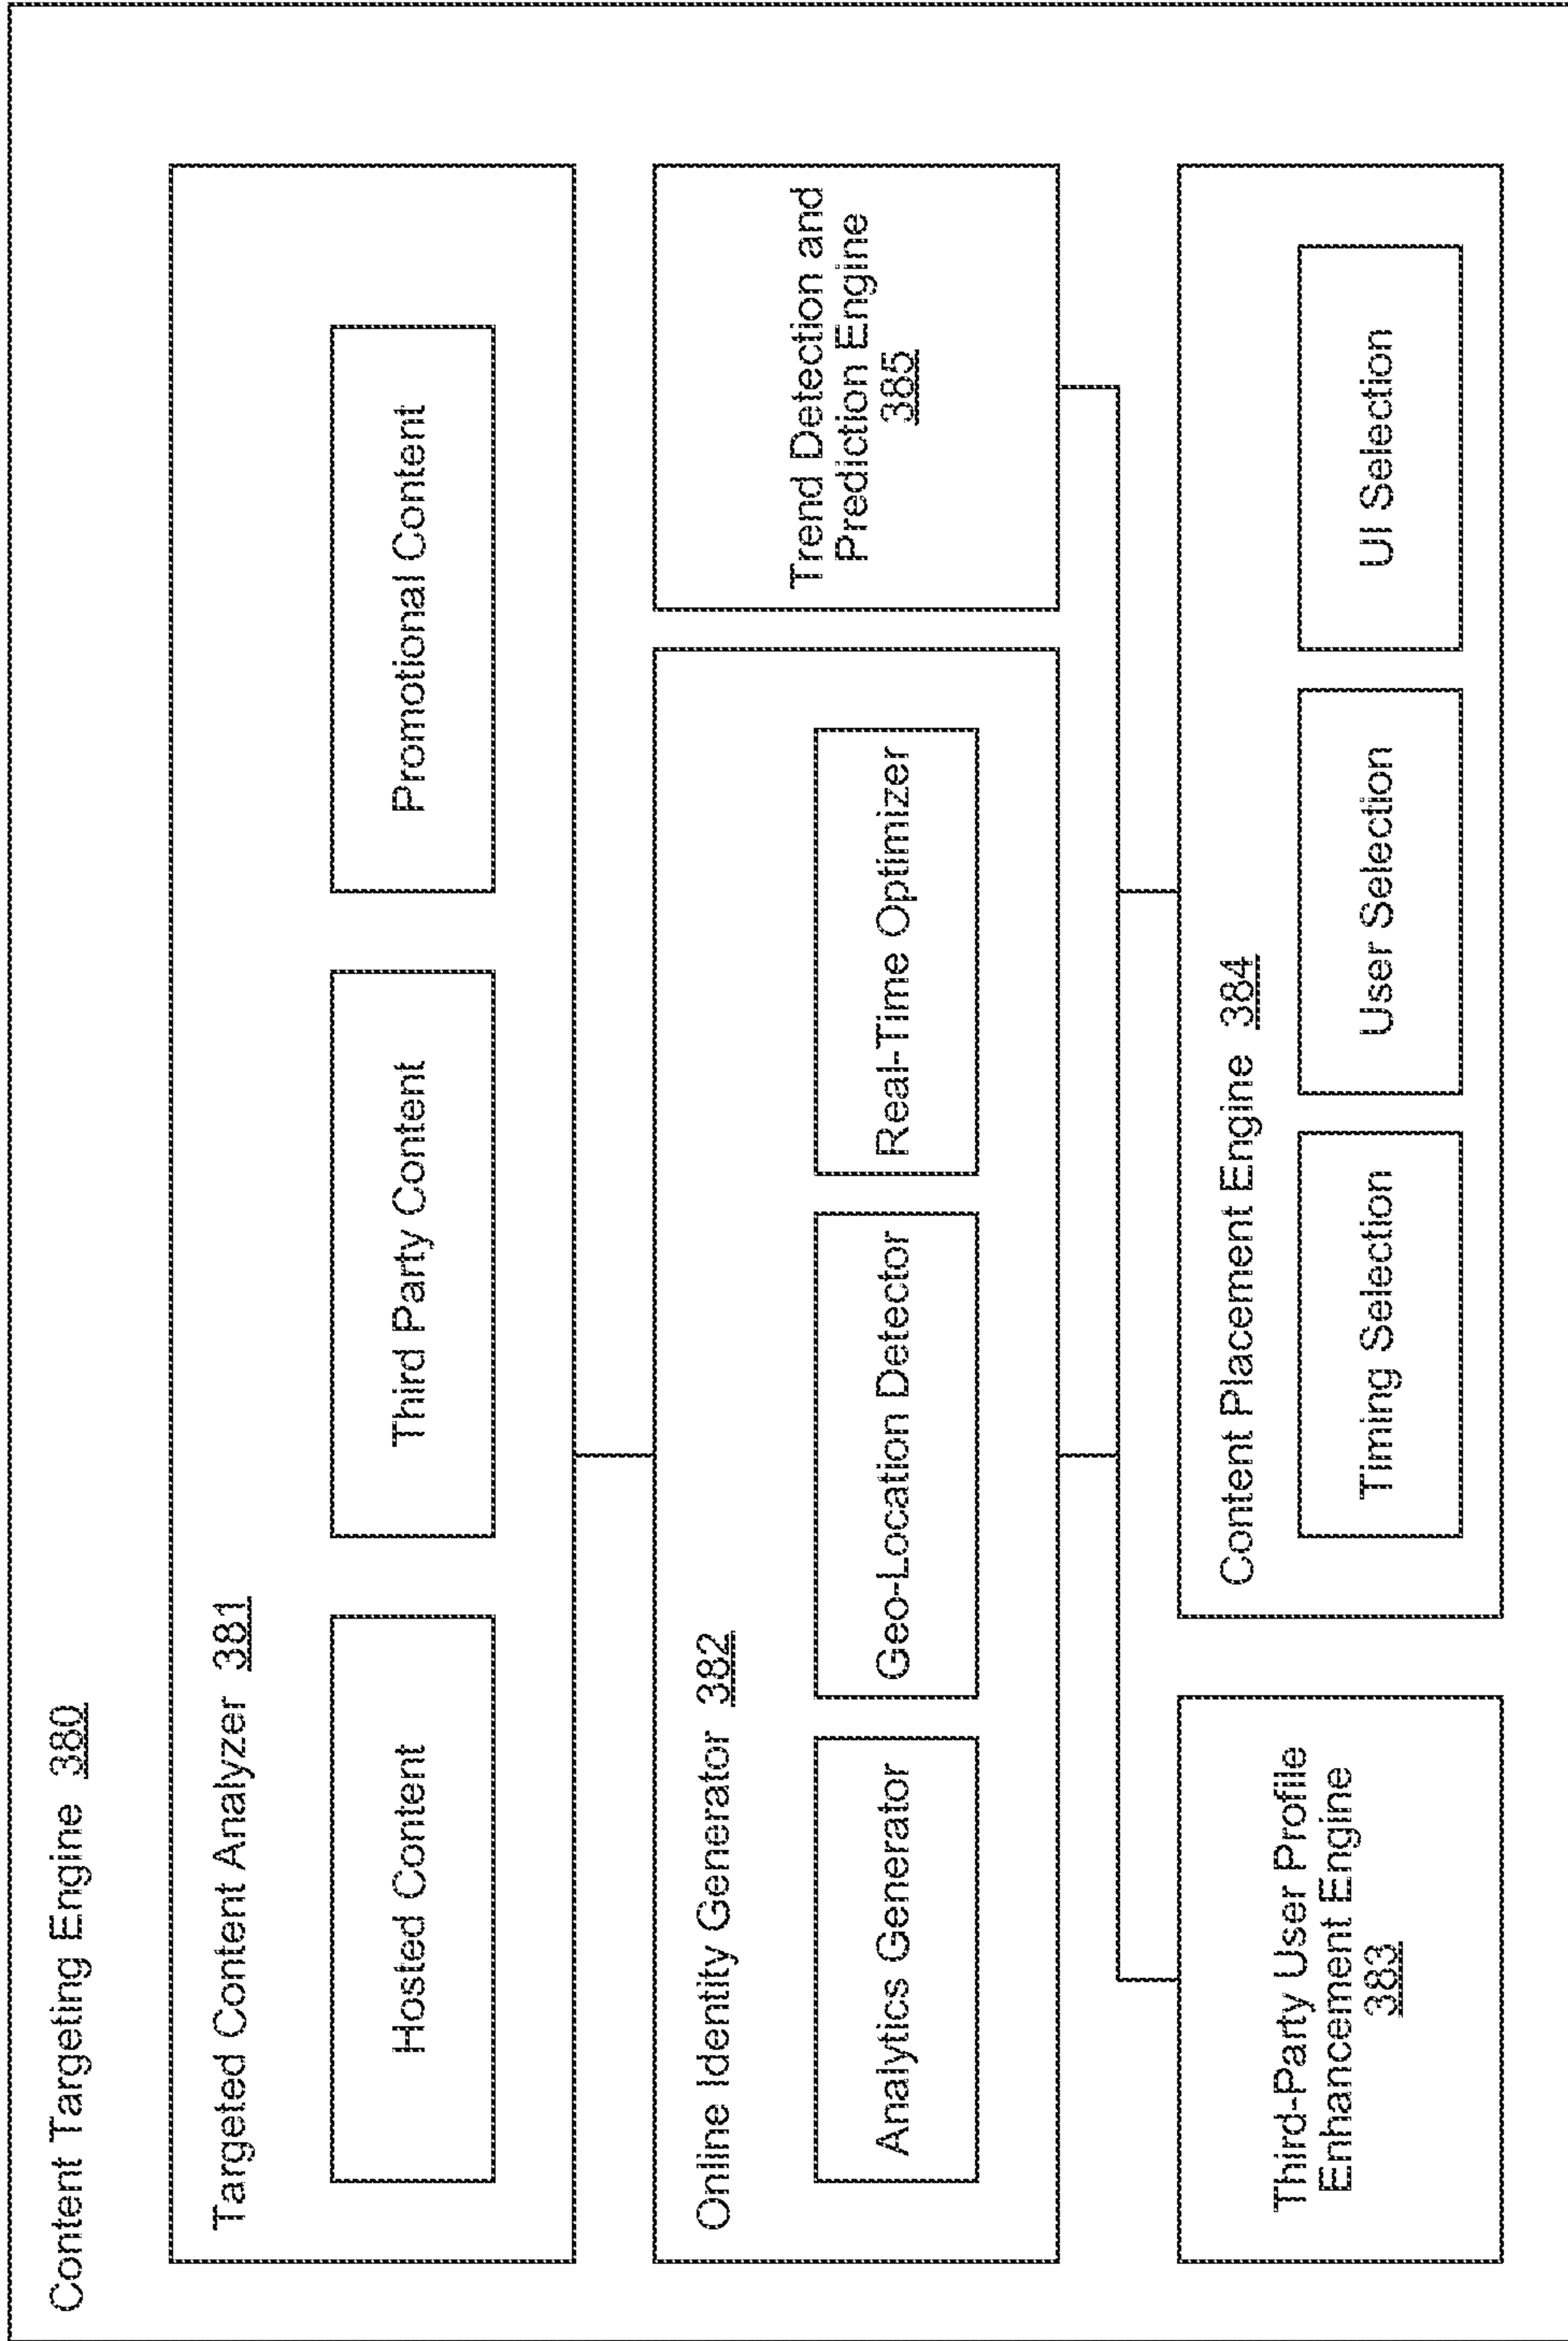 Content Targeting Engine 380
Targeted Content Analyzer 381
Hosted Content
Third Party Content
Promotional Content
Online Identity Generator 382
Analytics Generator
Geo-Location Detector
Real-Time Optimizer
Trend Detection and
Prediction Engine
385
Third-Party User Profile
Enhancement Engine
383
Content Placement Engine 384
Timing Selection
User Selection
UI Selection